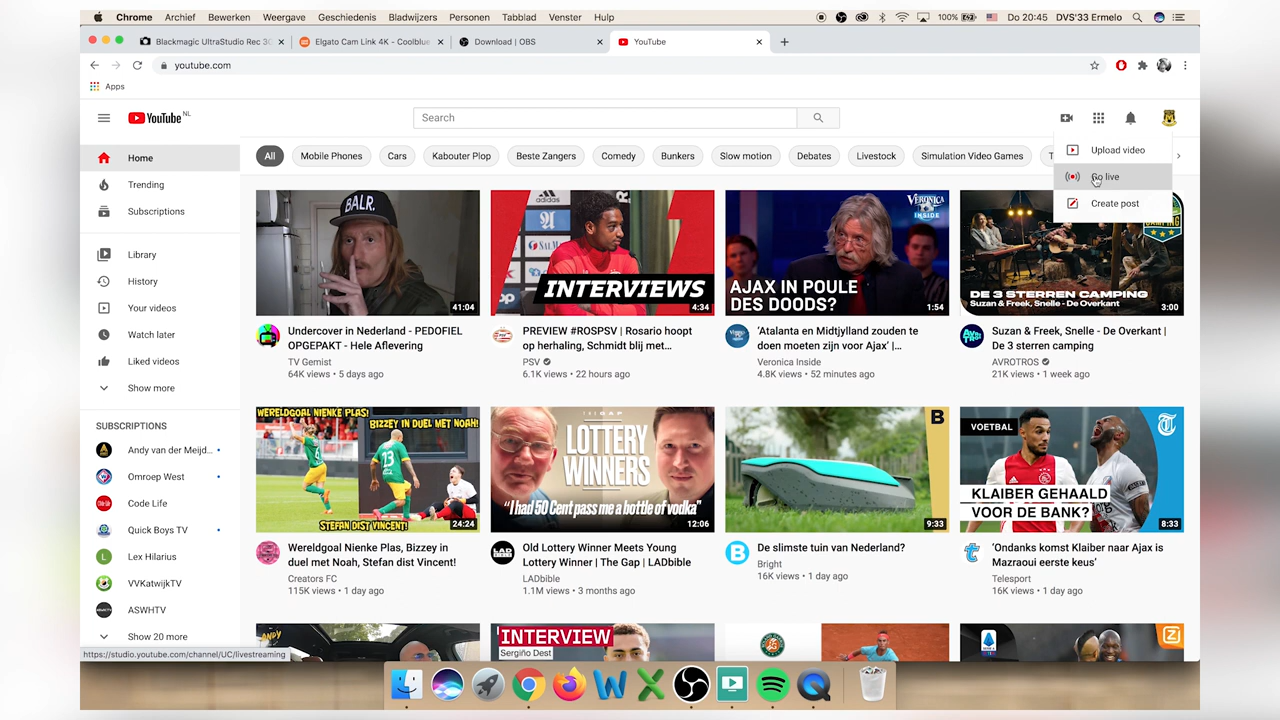 Chrome Archief Bewerken Weergave Geschiedenis Bladwijzers Personen Tabblad Venster Help 100% Do 20:45 DVS'33 Ermelo
Blackmagic UltraStudio Rec 3G Elgato Cam Link 4K - Coolblue Download | OBS YouTube
youtube.com
Apps
YouTube NL
Search
Home
Trending
Subscriptions
Library
History
Your videos
Watch later
Liked videos
Show more
SUBSCRIPTIONS
Andy van der Meijd...
Omroep West
Code Life
Quick Boys TV
Lex Hilarius
VVKatwijkTV
ASWHTV
Show 20 more
All Mobile Phones Cars Kabouter Plop Beste Zangers Comedy Bunkers Slow motion Debates Livestock Simulation Video Games
Upload video
Go live
Create post
BALR.
41:04
Undercover in Nederland - PEDOFIEL
OPGEPAKT - Hele Aflevering
TV Gemist
64K views • 5 days ago
adidas
INTERVIEWS
4:34
PREVIEW #ROSPSV | Rosario hoopt
op herhaling, Schmidt blij met...
PSV
6.1K views • 22 hours ago
VERONICA
INSIDE
AJAX IN POULE
DES DOODS?
1:54
'Atalanta en Midtjylland zouden te
doen moeten zijn voor Ajax' |...
Veronica Inside
4.8K views • 52 minutes ago
CAMPING
DE 3 STERREN CAMPING
Suzan & Freek, Snelle - De Overkant
3:00
Suzan & Freek, Snelle - De Overkant |
De 3 sterren camping
AVROTROS
21K views • 1 week ago
WERELDGOAL NIENKE PLAS! BIZZEY IN DUEL MET NOAH!
STEFAN DIST VINCENT!
24:24
Wereldgoal Nienke Plas, Bizzey in
duel met Noah, Stefan dist Vincent!
Creators FC
115K views • 1 day ago
THE GAP
LOTTERY
WINNERS
"I had 50 Cent pass me a bottle of vodka"
12:06
Old Lottery Winner Meets Young
Lottery Winner | The Gap | LADbible
LADbible
1.1M views • 3 months ago
B
9:33
De slimste tuin van Nederland?
Bright
16K views • 1 day ago
VOETBAL
KLAIBER GEHAALD
VOOR DE BANK?
8:33
'Ondanks komst Klaiber naar Ajax is
Mazraoui eerste keus'
Telesport
16K views • 1 day ago
ANDY
INTERVIEW
Sergiño Dest
https://studio.youtube.com/channel/UC/livestreaming